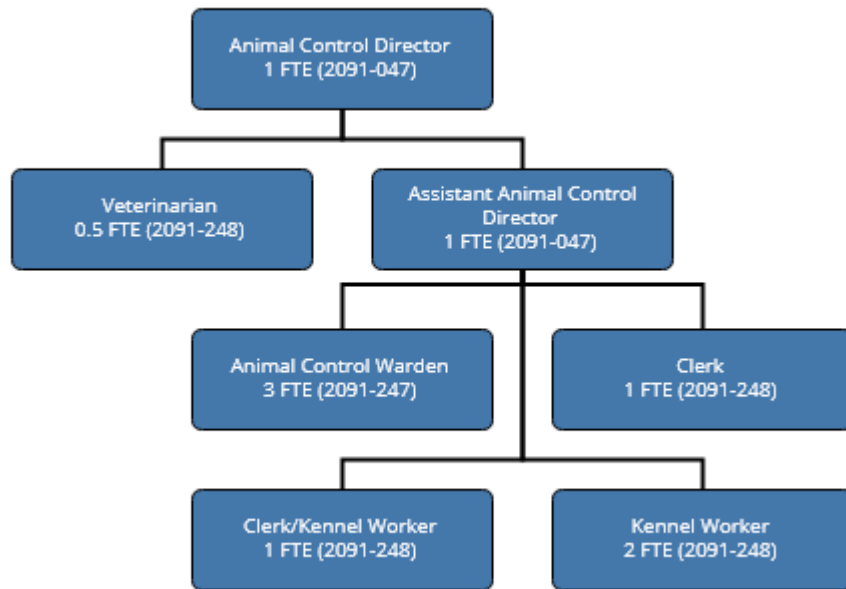 Animal Control Director
1 FTE (2091-047)
Veterinarian
0.5 FTE (2091-248)
Assistant Animal Control
Director
1 FTE (2091-047)
Animal Control Warden
3 FTE (2091-247)
Clerk
1 FTE (2091-248)
Clerk/Kennel Worker
1 FTE (2091-248)
Kennel Worker
2 FTE (2091-248)